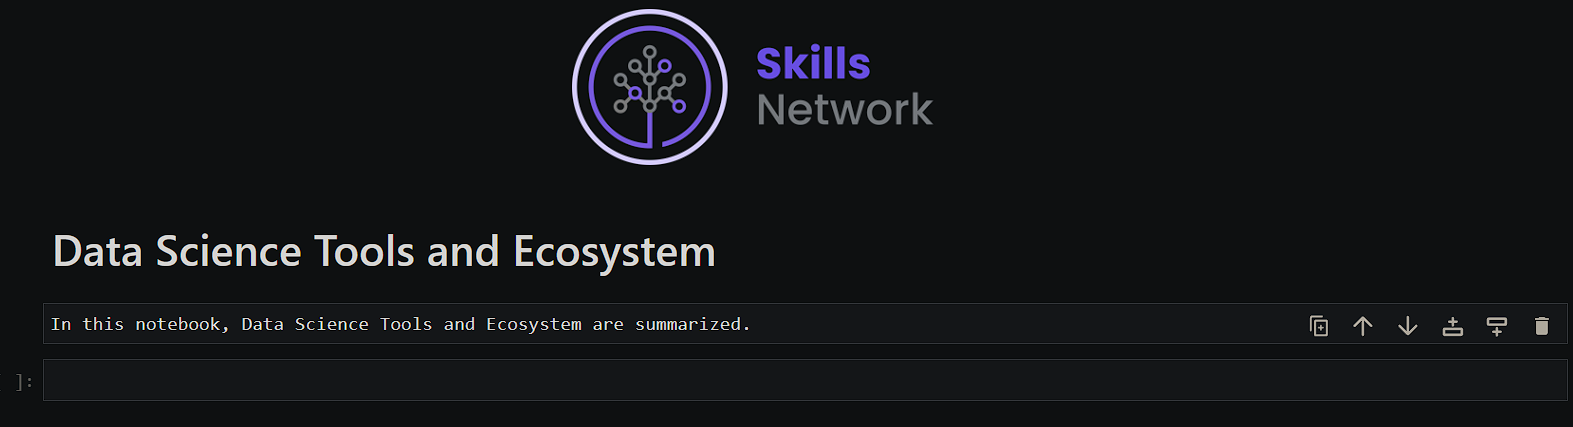 Skills
Network
Data Science Tools and Ecosystem
In this notebook, Data Science Tools and Ecosystem are summarized.
]: